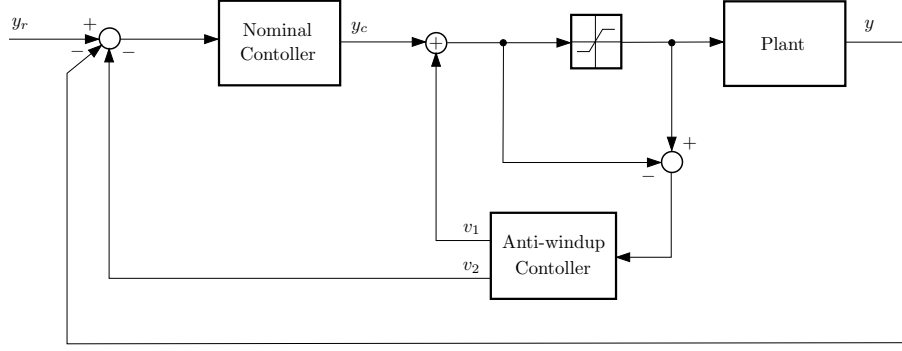 y_r
+
−
−
Nominal
Contoller
y_c
+
Plant
y
+
−
v_1
v_2
Anti-windup
Contoller